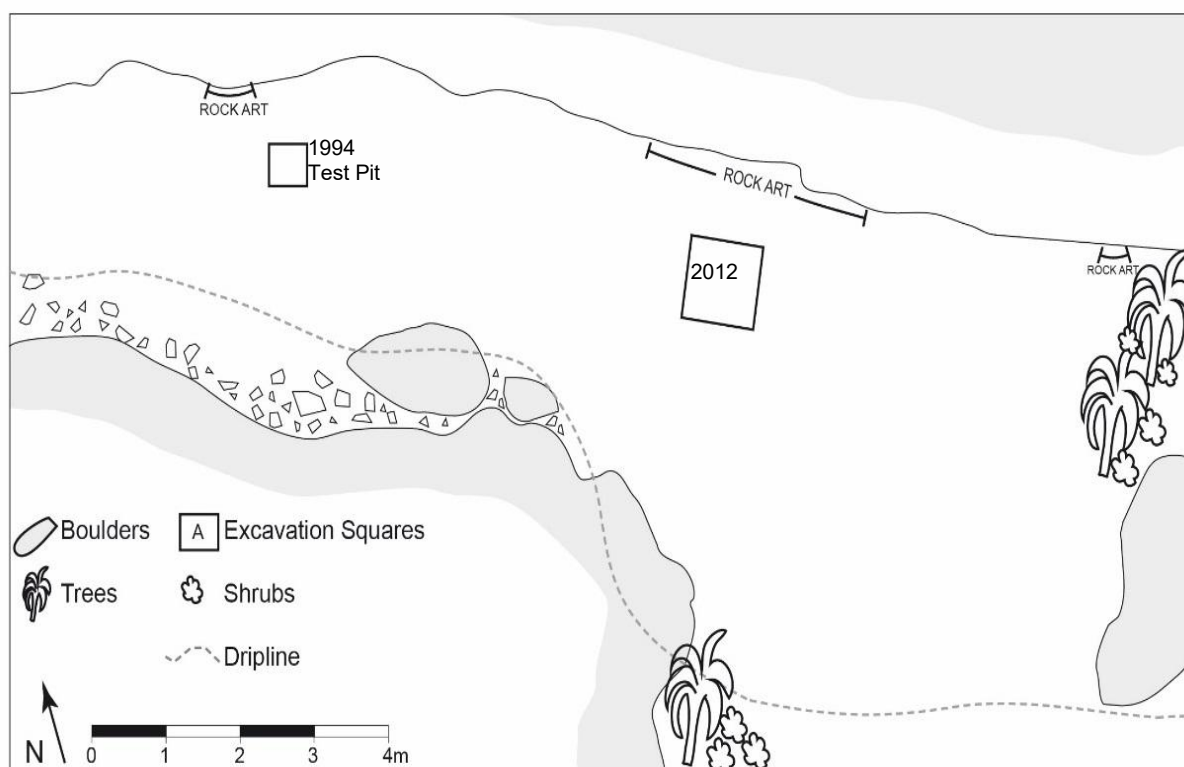 ROCK ART
1994
Test Pit
ROCK ART
2012
ROCK ART
Boulders
A
Excavation Squares
Trees
Shrubs
Dripline
N
0 1 2 3 4m